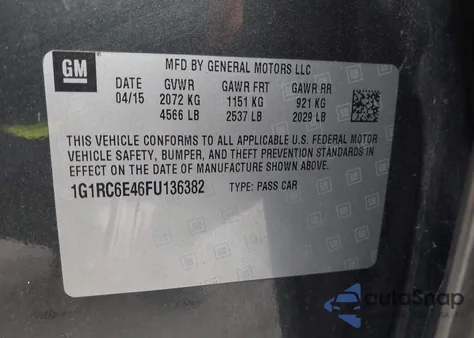 GM
MFD BY GENERAL MOTORS LLC
DATE GVWR GAWR FRT GAWR RR
04/15 2072 KG 1151 KG 921 KG
4566 LB 2537 LB 2029 LB
THIS VEHICLE CONFORMS TO ALL APPLICABLE U.S. FEDERAL MOTOR
VEHICLE SAFETY, BUMPER, AND THEFT PREVENTION STANDARDS IN
EFFECT ON THE DATE OF MANUFACTURE SHOWN ABOVE.
1G1RC6E46FU136382 TYPE: PASS CAR
autoSnap